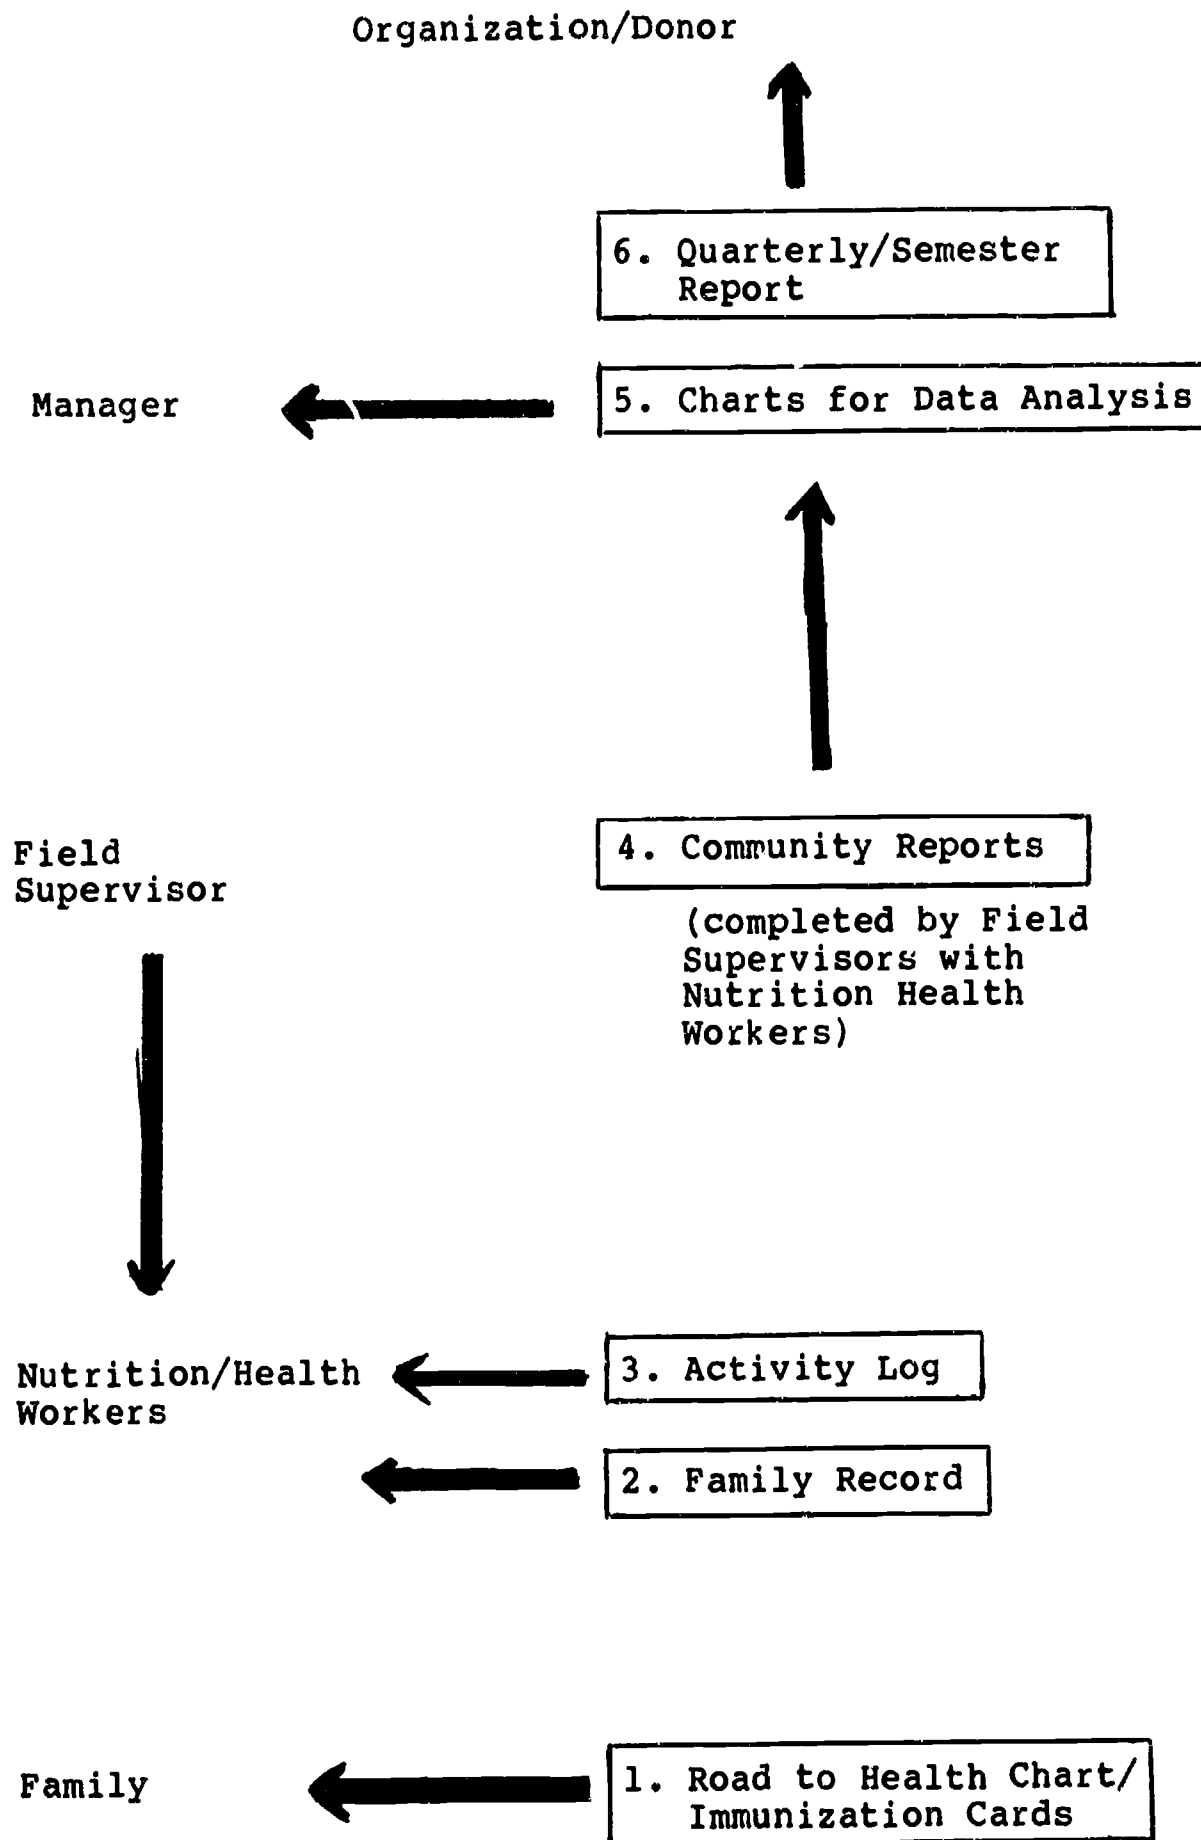 Organization/Donor
6. Quarterly/Semester
Report
Manager
5. Charts for Data Analysis
Field
Supervisor
4. Community Reports
(completed by Field
Supervisors with
Nutrition Health
Workers)
Nutrition/Health
Workers
3. Activity Log
2. Family Record
Family
1. Road to Health Chart/
Immunization Cards